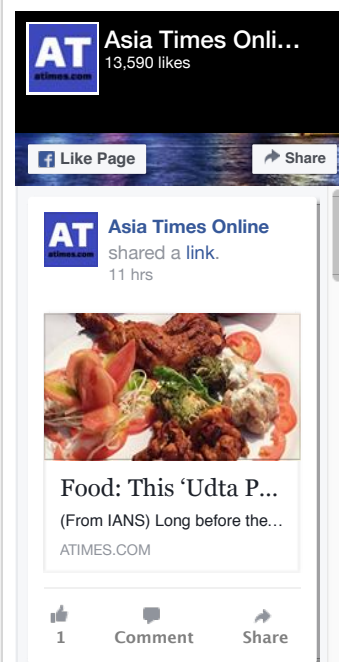 AT
atimes.com
Asia Times Onli...
13,590 likes
f Like Page
Share
AT
atimes.com
Asia Times Online
shared a link.
11 hrs
Food: This ‘Udta P...
(From IANS) Long before the...
ATIMES.COM
1
Comment
Share